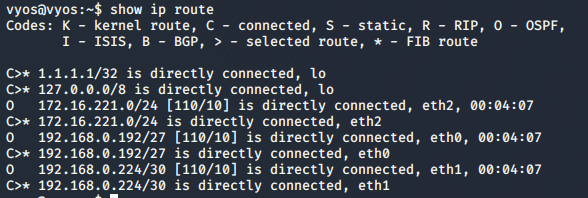 vyos@vyos:~$ show ip route
Codes: K - kernel route, C - connected, S - static, R - RIP, O - OSPF,
I - ISIS, B - BGP, > - selected route, * - FIB route
C>* 1.1.1.1/32 is directly connected, lo
C>* 127.0.0.0/8 is directly connected, lo
O 172.16.221.0/24 [110/10] is directly connected, eth2, 00:04:07
C>* 172.16.221.0/24 is directly connected, eth2
O 192.168.0.192/27 [110/10] is directly connected, eth0, 00:04:07
C>* 192.168.0.192/27 is directly connected, eth0
O 192.168.0.224/30 [110/10] is directly connected, eth1, 00:04:07
C>* 192.168.0.224/30 is directly connected, eth1